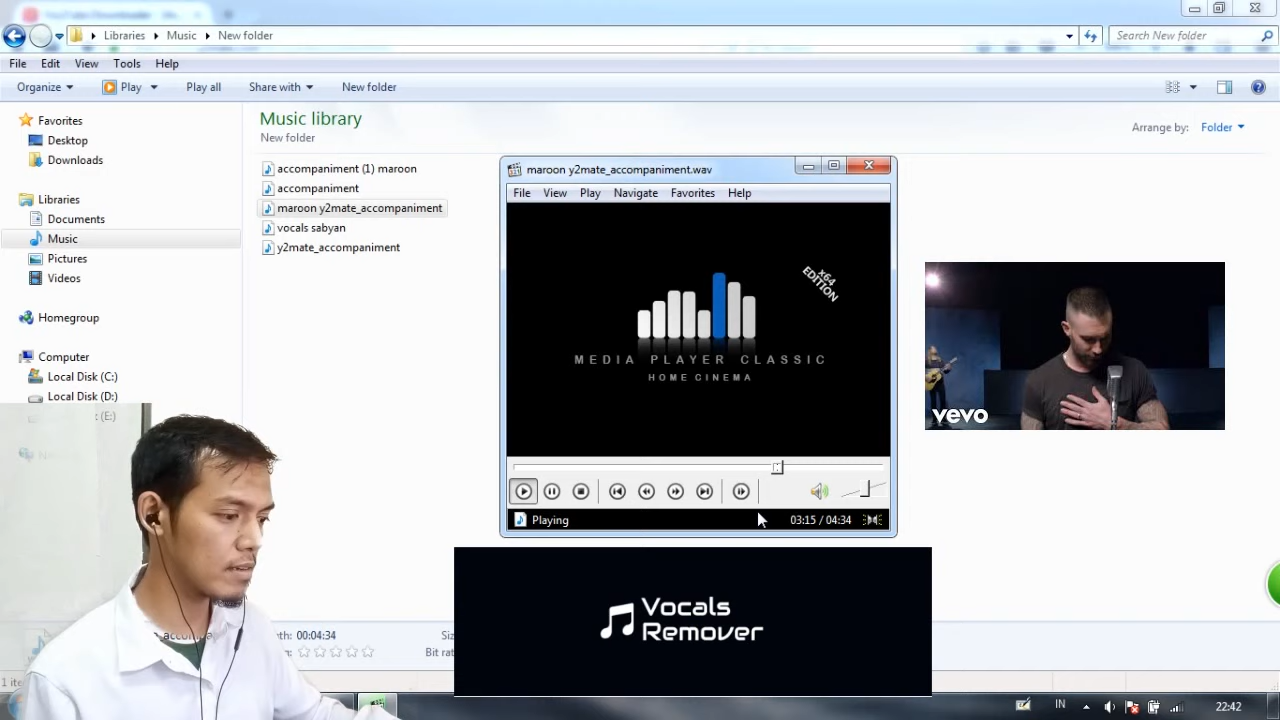 Libraries
Music
New folder
Search New folder
File
Edit
View
Tools
Help
Organize
Play
Play all
Share with
New folder
Favorites
Desktop
Downloads
Libraries
Documents
Music
Pictures
Videos
Homegroup
Computer
Local Disk (C:)
Local Disk (D:)
(E:)
Music library
New folder
Arrange by:
Folder
accompaniment (1) maroon
accompaniment
maroon y2mate_accompaniment
vocals sabyan
y2mate_accompaniment
maroon y2mate_accompaniment.wav
File
View
Play
Navigate
Favorites
Help
x64
EDITION
MEDIA PLAYER CLASSIC
HOME CINEMA
Playing
03:15 / 04:34
vevo
Vocals
Remover
00:04:34
Bit
IN
22:42